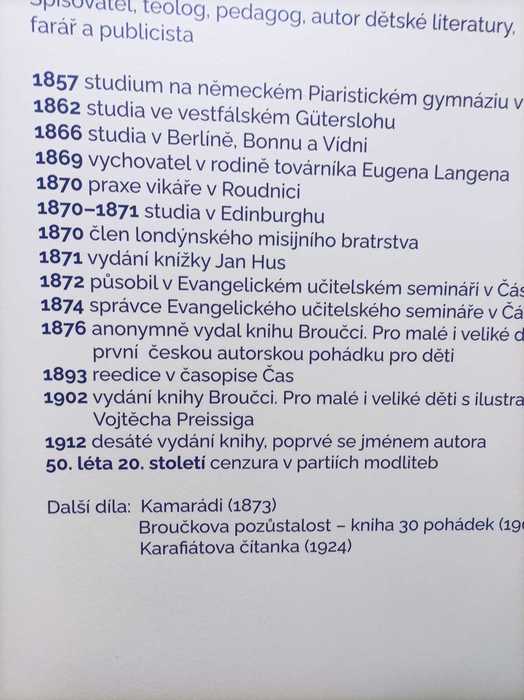 Spisovatel, teolog, pedagog, autor dětské literatury,
farář a publicista
1857 studium na německém Piaristickém gymnáziu v
1862 studia ve vestfálském Güterslohu
1866 studia v Berlíně, Bonnu a Vídni
1869 vychovatel v rodině továrníka Eugena Langena
1870 praxe vikáře v Roudnici
1870–1871 studia v Edinburghu
1870 člen londýnského misijního bratrstva
1871 vydání knížky Jan Hus
1872 působil v Evangelickém učitelském semináři v Čás
1874 správce Evangelického učitelského semináře v Čá
1876 anonymně vydal knihu Broučci. Pro malé i veliké d
první českou autorskou pohádku pro děti
1893 reedice v časopise Čas
1902 vydání knihy Broučci. Pro malé i veliké děti s ilustra
Vojtěcha Preissiga
1912 desáté vydání knihy, poprvé se jménem autora
50. léta 20. století cenzura v partiích modliteb
Další díla: Kamarádi (1873)
Broučkova pozůstalost – kniha 30 pohádek (190
Karafiátova čítanka (1924)